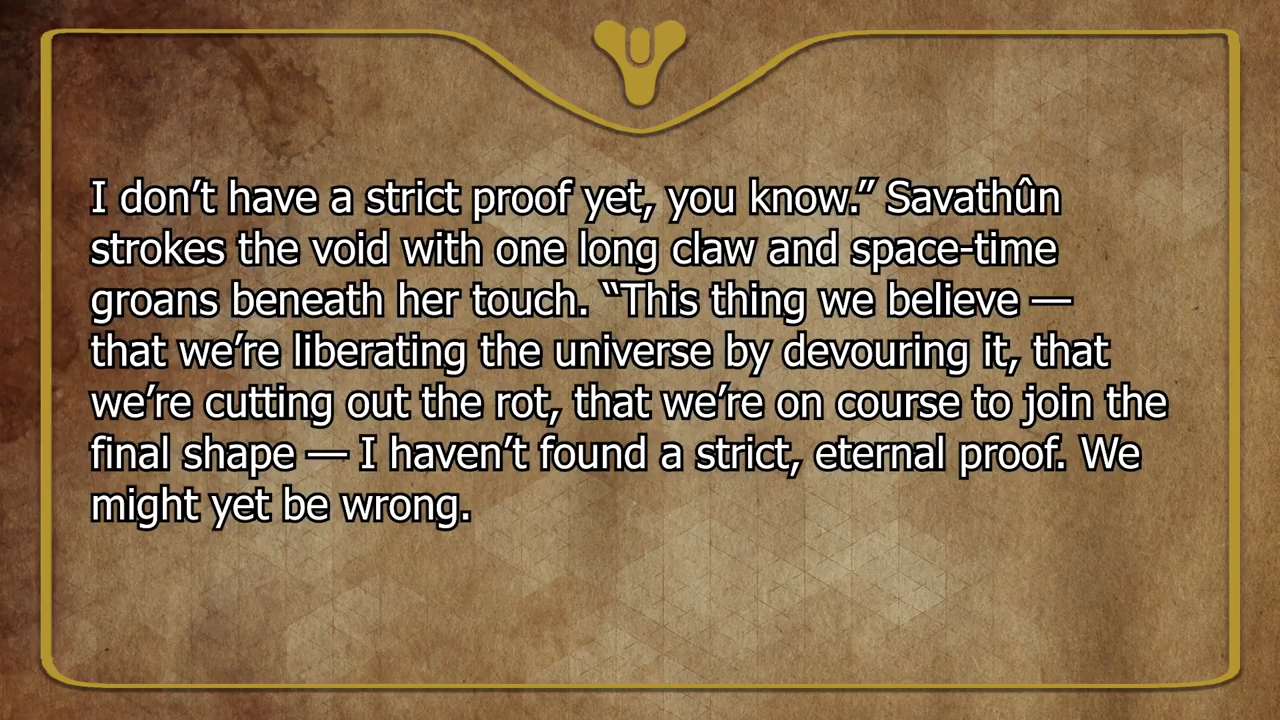 I don’t have a strict proof yet, you know.” Savathûn
strokes the void with one long claw and space-time
groans beneath her touch. “This thing we believe —
that we’re liberating the universe by devouring it, that
we’re cutting out the rot, that we’re on course to join the
final shape — I haven’t found a strict, eternal proof. We
might yet be wrong.